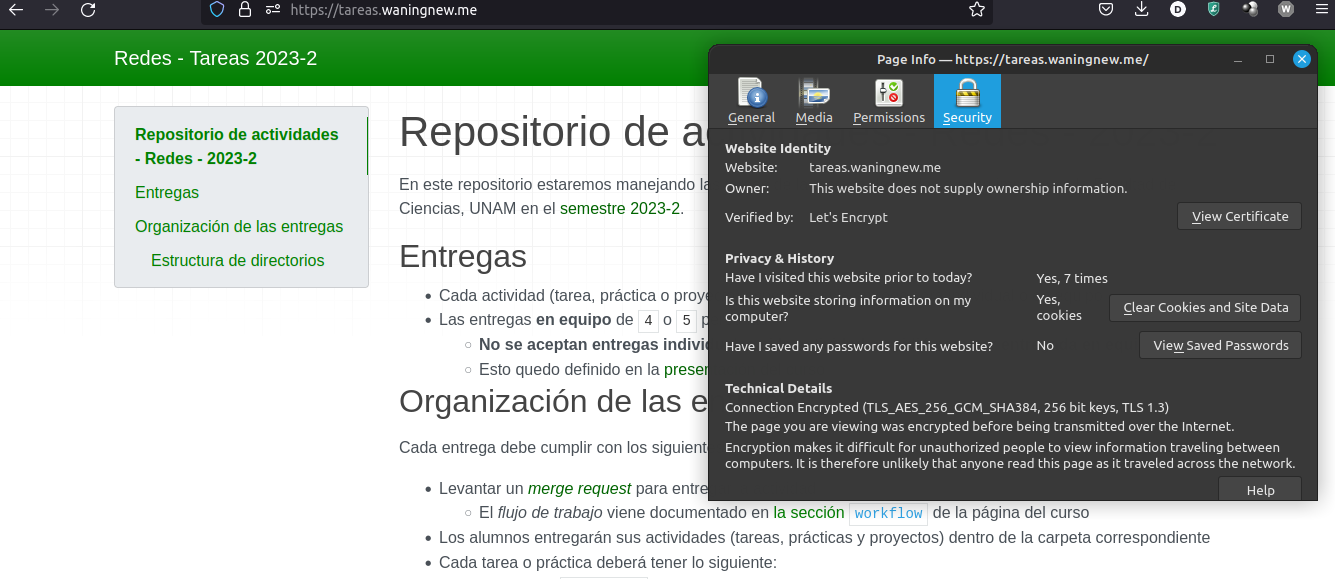 https://tareas.waningnew.me
D
W
Redes - Tareas 2023-2
Repositorio de actividades
- Redes - 2023-2
Entregas
Organización de las entregas
Estructura de directorios
Repositorio de a
En este repositorio estaremos manejando la
Ciencias, UNAM en el semestre 2023-2.
Entregas
Cada actividad (tarea, práctica o proye
Las entregas en equipo de 4 o 5 p
No se aceptan entregas individ
Esto quedo definido en la preser
Organización de las e
Cada entrega debe cumplir con los siguient
Levantar un merge request para entre
El flujo de trabajo viene documentado en la sección workflow de la página del curso
Los alumnos entregarán sus actividades (tareas, prácticas y proyectos) dentro de la carpeta correspondiente
Cada tarea o práctica deberá tener lo siguiente:
Page Info — https://tareas.waningnew.me/
General Media Permissions Security
Website Identity
Website: tareas.waningnew.me
Owner: This website does not supply ownership information.
Verified by: Let's Encrypt View Certificate
Privacy & History
Have I visited this website prior to today? Yes, 7 times
Is this website storing information on my
computer?
Yes,
cookies
Clear Cookies and Site Data
Have I saved any passwords for this website? No View Saved Passwords
Technical Details
Connection Encrypted (TLS_AES_256_GCM_SHA384, 256 bit keys, TLS 1.3)
The page you are viewing was encrypted before being transmitted over the Internet.
Encryption makes it difficult for unauthorized people to view information traveling between
computers. It is therefore unlikely that anyone read this page as it traveled across the network.
Help